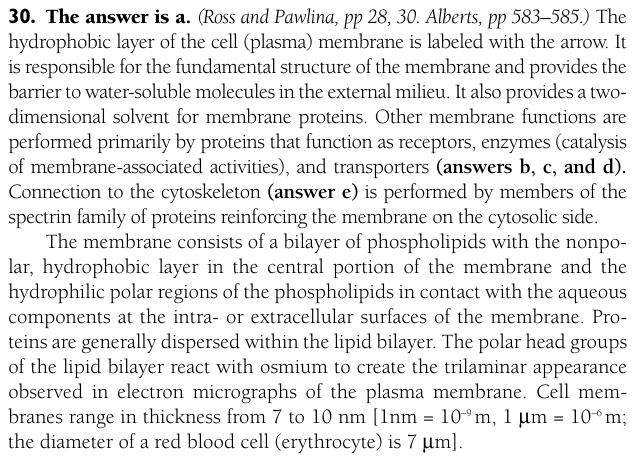 30. The answer is a. (Ross and Pawlina, pp 28, 30. Alberts, pp 583–585.) The
hydrophobic layer of the cell (plasma) membrane is labeled with the arrow. It
is responsible for the fundamental structure of the membrane and provides the
barrier to water-soluble molecules in the external milieu. It also provides a two-
dimensional solvent for membrane proteins. Other membrane functions are
performed primarily by proteins that function as receptors, enzymes (catalysis
of membrane-associated activities), and transporters (answers b, c, and d).
Connection to the cytoskeleton (answer e) is performed by members of the
spectrin family of proteins reinforcing the membrane on the cytosolic side.
The membrane consists of a bilayer of phospholipids with the nonpo-
lar, hydrophobic layer in the central portion of the membrane and the
hydrophilic polar regions of the phospholipids in contact with the aqueous
components at the intra- or extracellular surfaces of the membrane. Pro-
teins are generally dispersed within the lipid bilayer. The polar head groups
of the lipid bilayer react with osmium to create the trilaminar appearance
observed in electron micrographs of the plasma membrane. Cell mem-
branes range in thickness from 7 to 10 nm [1nm = 10⁻⁹ m, 1 μm = 10⁻⁶ m;
the diameter of a red blood cell (erythrocyte) is 7 μm].